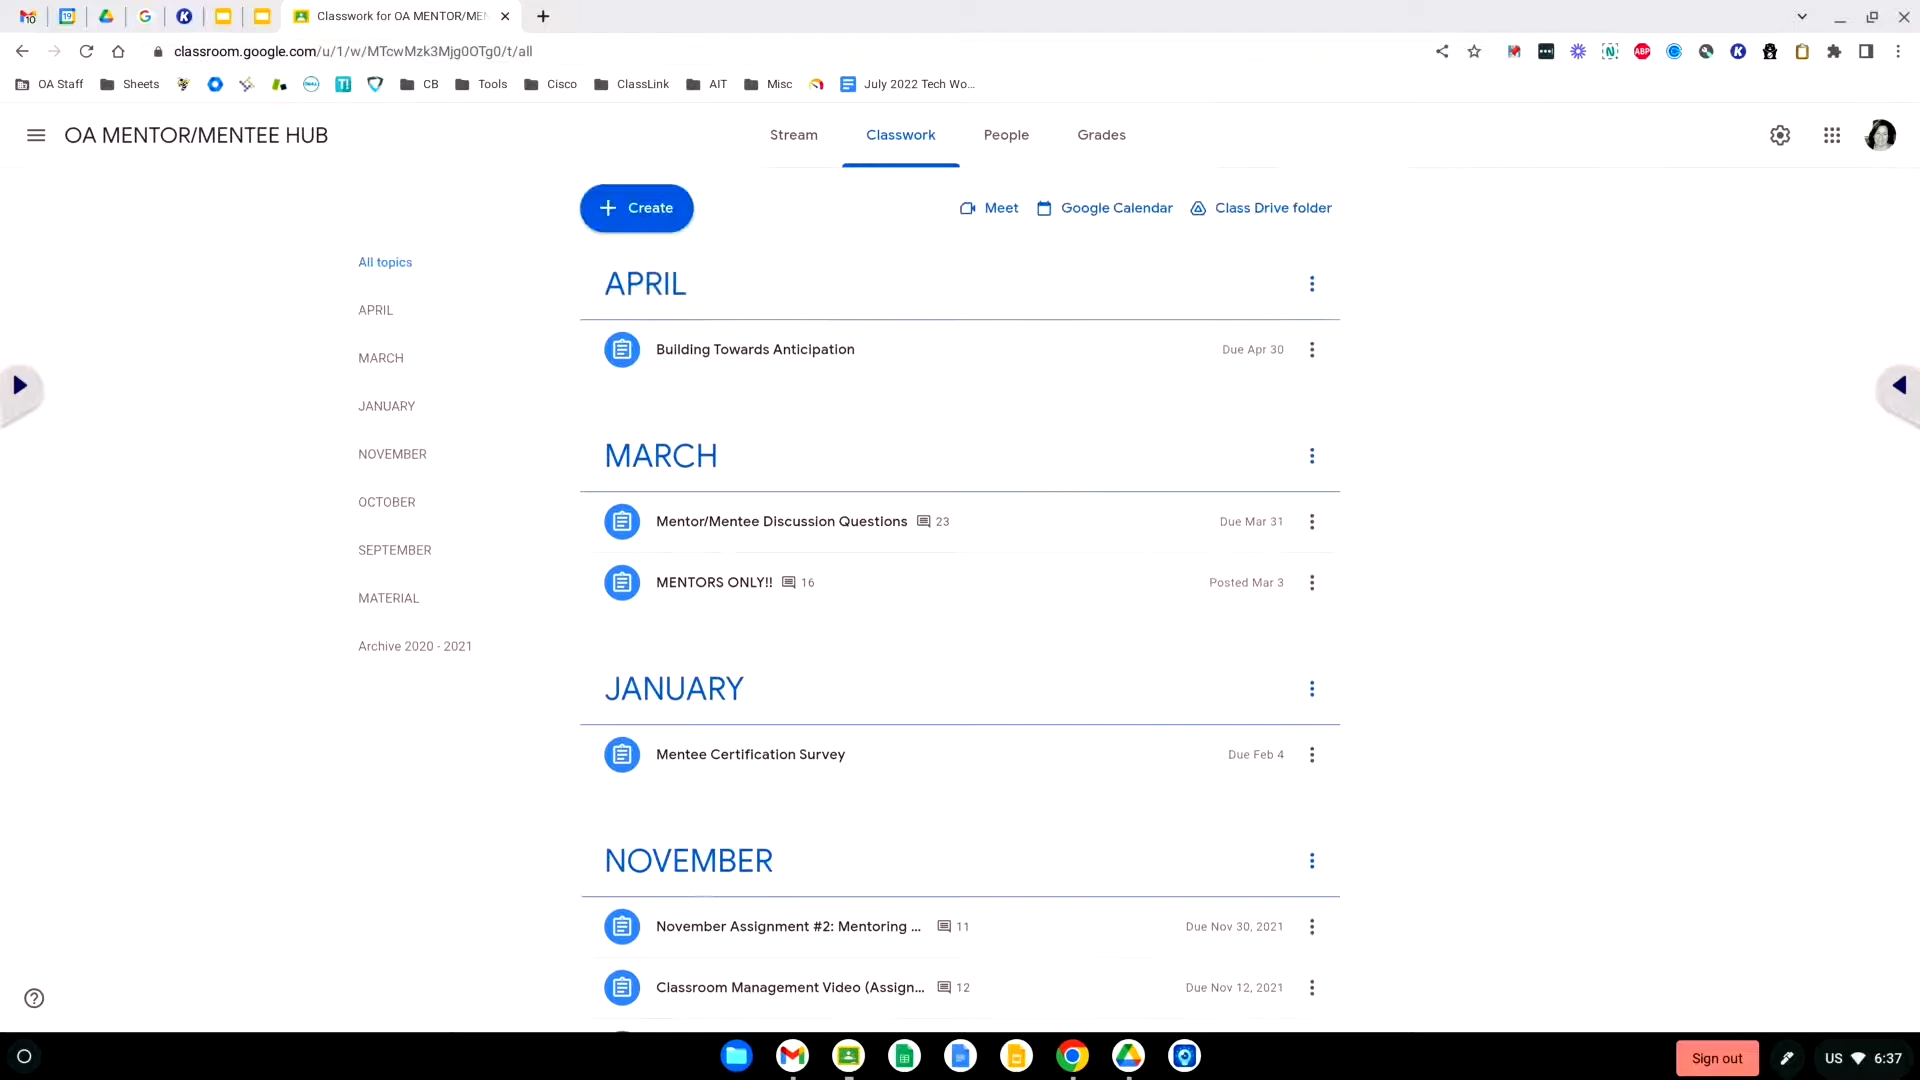 10
19
Classwork for OA MENTOR/MEN
classroom.google.com/u/1/w/MTcwMzk3Mjg0OTg0/t/all
ABP
OA Staff
Sheets
CB
Tools
Cisco
ClassLink
AIT
Misc
July 2022 Tech Wo...
OA MENTOR/MENTEE HUB
Stream
Classwork
People
Grades
Create
Meet
Google Calendar
Class Drive folder
All topics
APRIL
MARCH
JANUARY
NOVEMBER
OCTOBER
SEPTEMBER
MATERIAL
Archive 2020 - 2021
APRIL
Building Towards Anticipation
Due Apr 30
MARCH
Mentor/Mentee Discussion Questions 23
Due Mar 31
MENTORS ONLY!! 16
Posted Mar 3
JANUARY
Mentee Certification Survey
Due Feb 4
NOVEMBER
November Assignment #2: Mentoring ... 11
Due Nov 30, 2021
Classroom Management Video (Assign... 12
Due Nov 12, 2021
Sign out
US
6:37